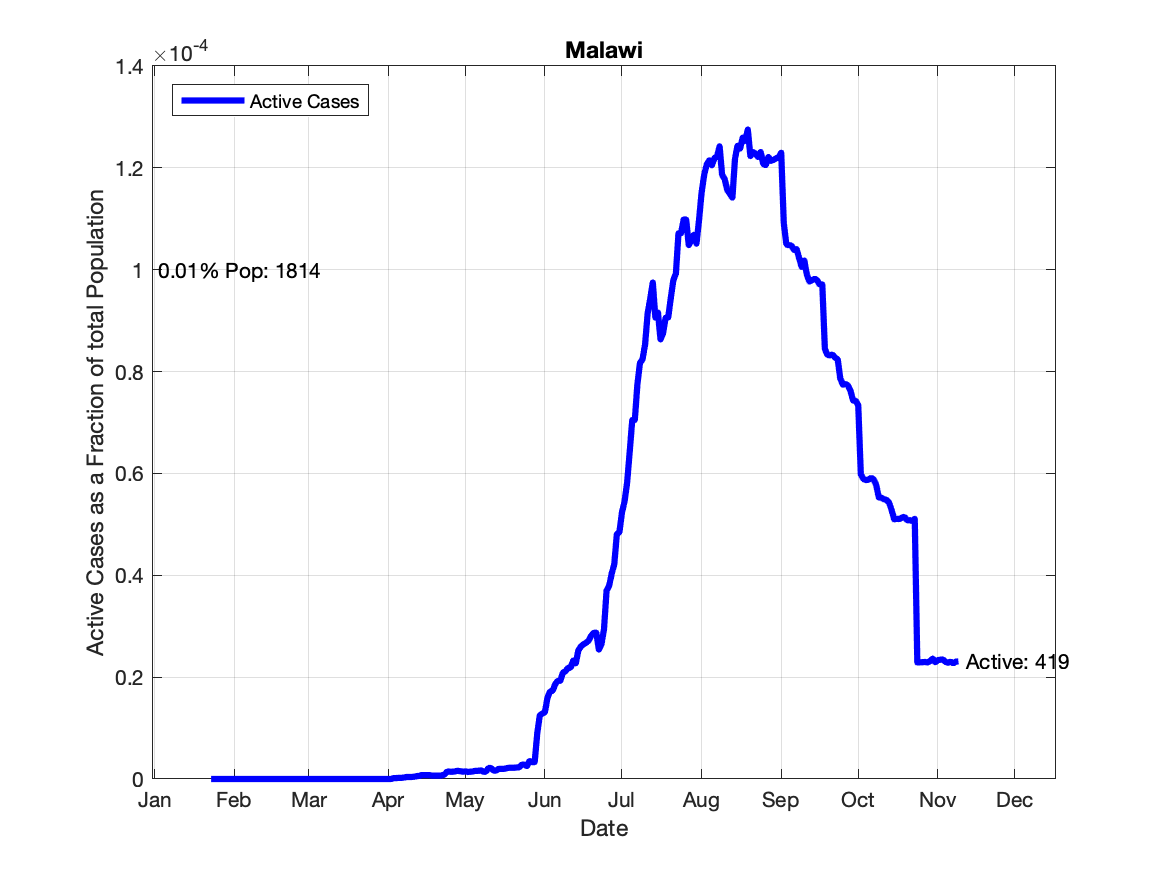 Malawi
×10-4
Active Cases
1.4
1.2
1
0.8
0.6
0.4
0.2
0
Active Cases as a Fraction of total Population
0.01% Pop: 1814
Active: 419
Jan Feb Mar Apr May Jun Jul Aug Sep Oct Nov Dec
Date